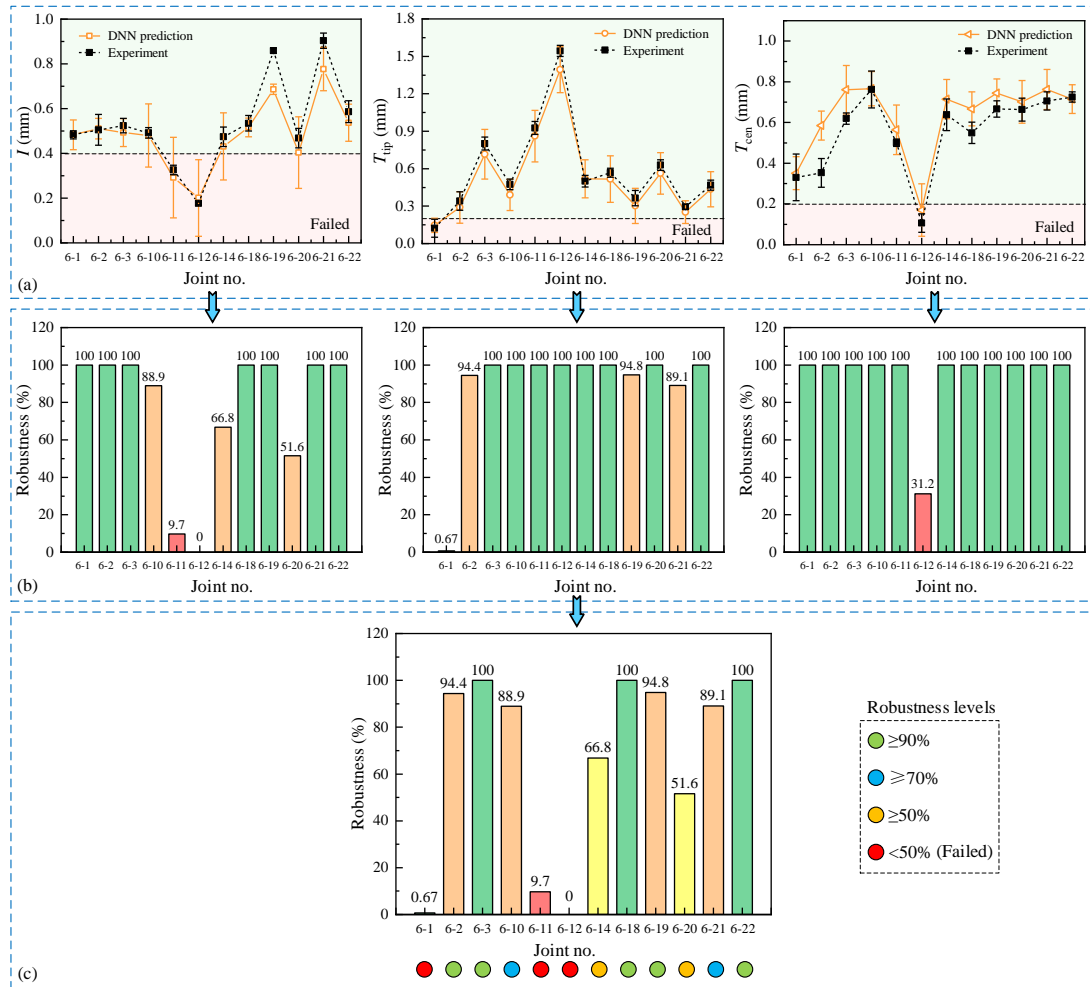 1.0
0.8
0.6
0.4
0.2
0.0
I (mm)
DNN prediction
Experiment
Failed
6-1 6-2 6-3 6-10 6-11 6-12 6-14 6-18 6-19 6-20 6-21 6-22
Joint no.
1.8
1.5
1.2
0.9
0.6
0.3
0.0
T_tip (mm)
DNN prediction
Experiment
Failed
6-1 6-2 6-3 6-10 6-11 6-12 6-14 6-18 6-19 6-20 6-21 6-22
Joint no.
1.0
0.8
0.6
0.4
0.2
0.0
T_cen (mm)
DNN prediction
Experiment
Failed
6-1 6-2 6-3 6-10 6-11 6-12 6-14 6-18 6-19 6-20 6-21 6-22
Joint no.
(a)
120
100
80
60
40
20
0
Robustness (%)
100 100 100 88.9 9.7 0 66.8 100 100 51.6 100 100
6-1 6-2 6-3 6-10 6-11 6-12 6-14 6-18 6-19 6-20 6-21 6-22
Joint no.
120
100
80
60
40
20
0
Robustness (%)
0.67 94.4 100 100 100 100 100 100 94.8 100 89.1 100
6-1 6-2 6-3 6-10 6-11 6-12 6-14 6-18 6-19 6-20 6-21 6-22
Joint no.
120
100
80
60
40
20
0
Robustness (%)
100 100 100 100 100 31.2 100 100 100 100 100 100
6-1 6-2 6-3 6-10 6-11 6-12 6-14 6-18 6-19 6-20 6-21 6-22
Joint no.
(b)
120
100
80
60
40
20
0
Robustness (%)
0.67 94.4 100 88.9 9.7 0 66.8 100 94.8 51.6 89.1 100
6-1 6-2 6-3 6-10 6-11 6-12 6-14 6-18 6-19 6-20 6-21 6-22
Joint no.
Robustness levels
≥90%
⩾70%
≥50%
<50% (Failed)
(c)